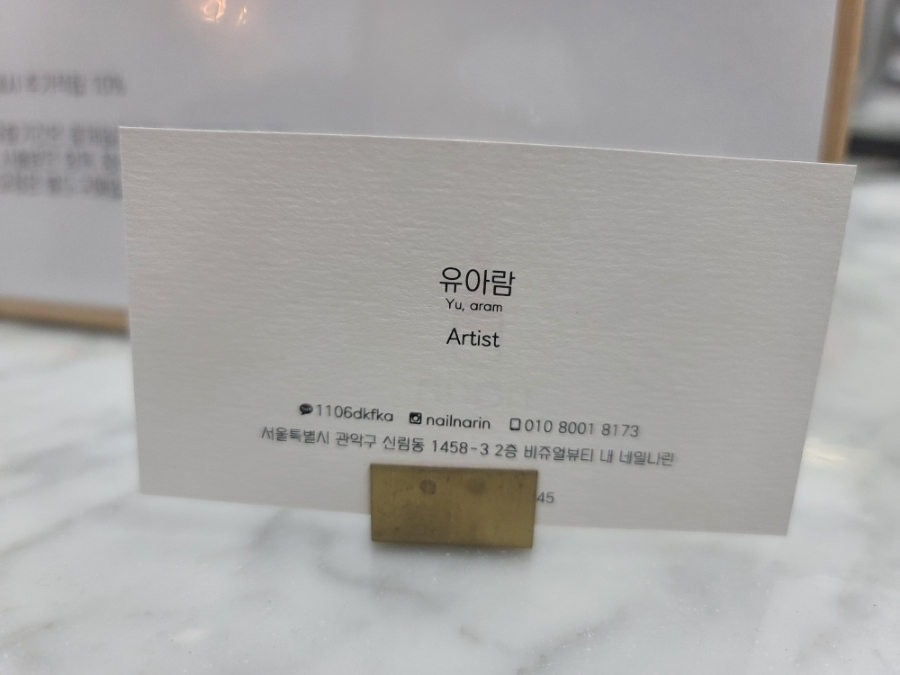 유아람
Yu, aram
Artist
1106dkfka nailnarin 010 8001 8173
서울특별시 관악구 신림동 1458-3 2층 비쥬얼뷰티 내 네일나린
45